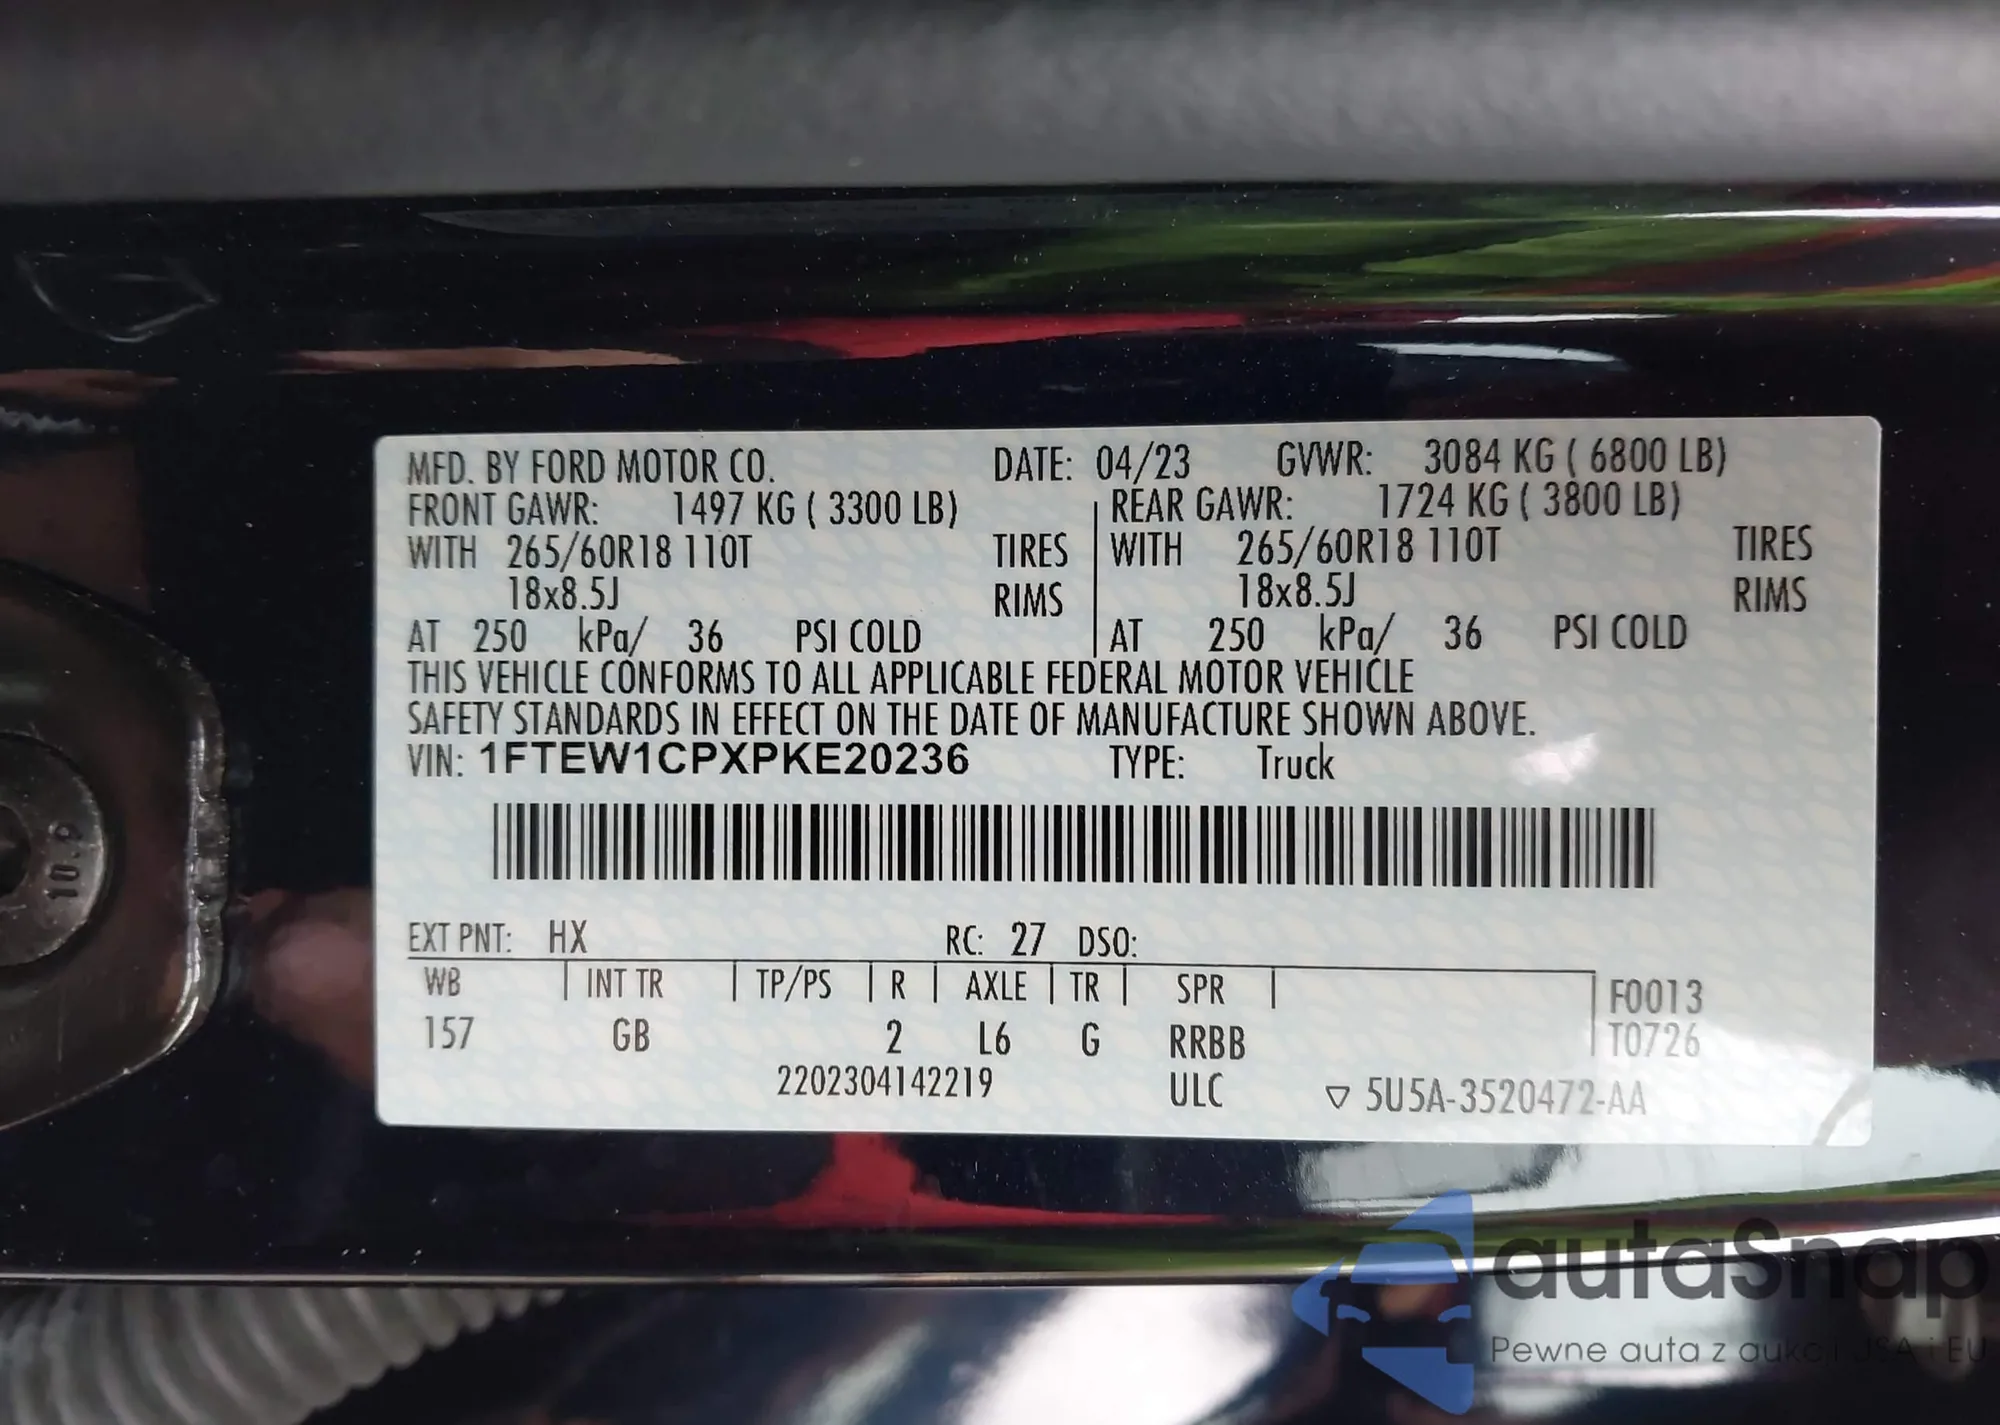 MFD. BY FORD MOTOR CO. DATE: 04/23 GVWR: 3084 KG ( 6800 LB)
FRONT GAWR: 1497 KG ( 3300 LB) REAR GAWR: 1724 KG ( 3800 LB)
WITH 265/60R18 110T TIRES WITH 265/60R18 110T TIRES
18x8.5J RIMS 18x8.5J RIMS
AT 250 kPa/ 36 PSI COLD AT 250 kPa/ 36 PSI COLD
THIS VEHICLE CONFORMS TO ALL APPLICABLE FEDERAL MOTOR VEHICLE
SAFETY STANDARDS IN EFFECT ON THE DATE OF MANUFACTURE SHOWN ABOVE.
VIN: 1FTEW1CPXPKE20236 TYPE: Truck
EXT PNT: HX RC: 27 DSO:
WB INT TR TP/PS R AXLE TR SPR F0013
157 GB 2 L6 G RRBB T0726
2202304142219 ULC ▽ 5U5A-3520472-AA
10.9
autaSnap
Pewne auta z aukcji USA i EU